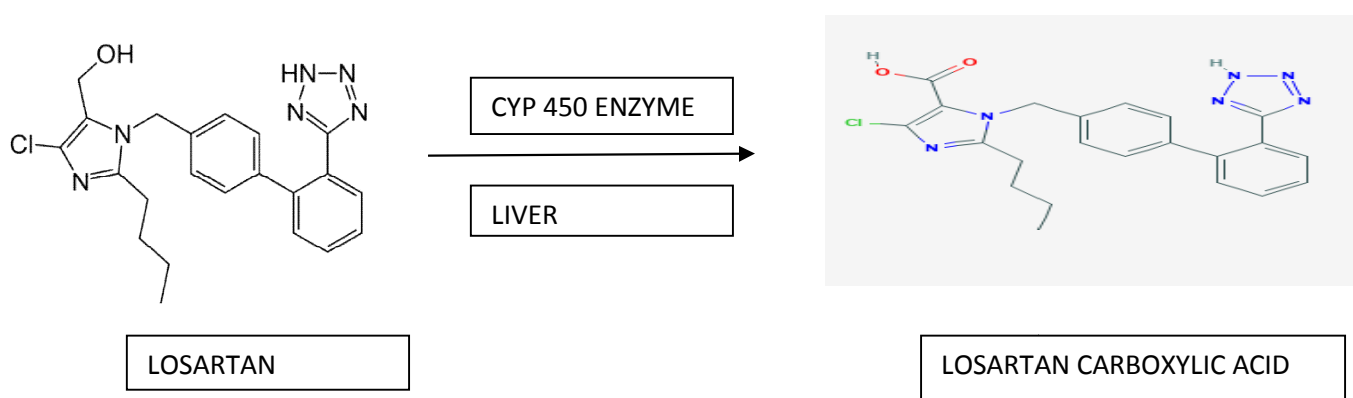 OH
HN
N
N
N
Cl
N
N
CYP 450 ENZYME
LIVER
LOSARTAN
H
O
O
Cl
N
N
H
N
N
N
N
LOSARTAN CARBOXYLIC ACID